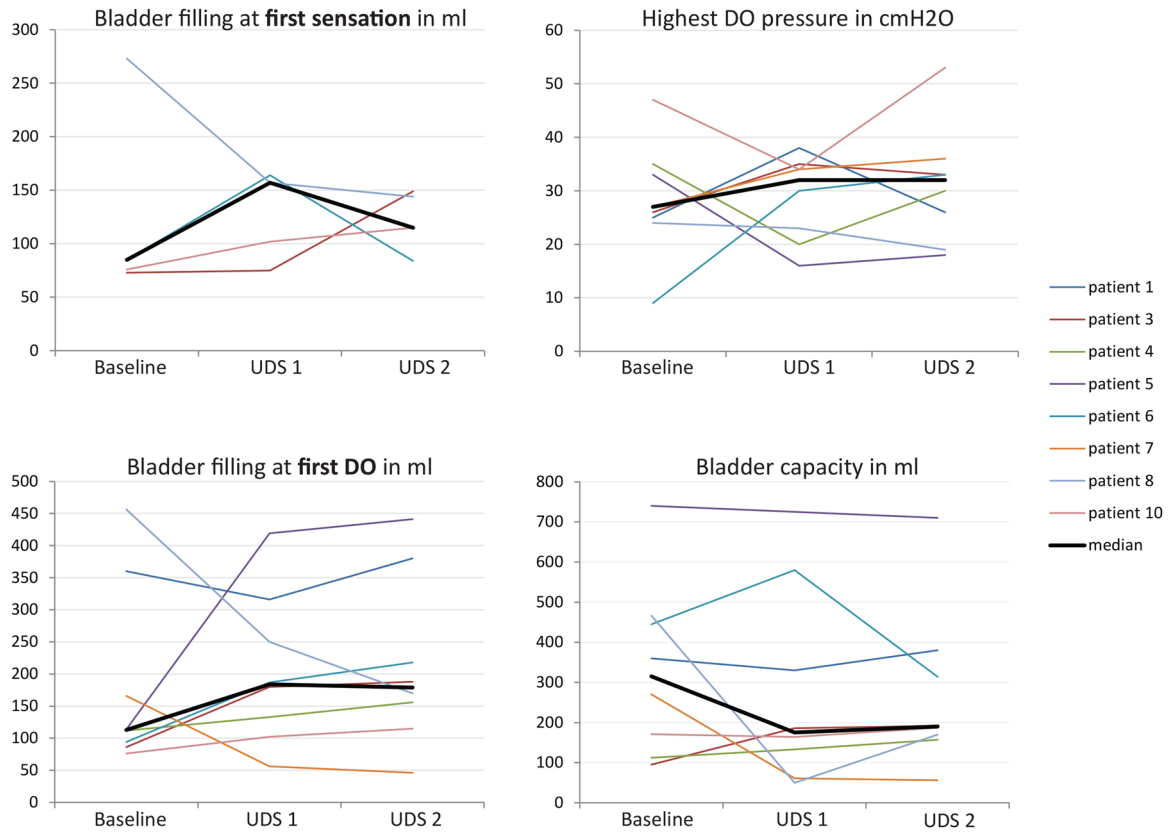 Bladder filling at first sensation in ml
300
250
200
150
100
50
0
Baseline UDS 1 UDS 2
Highest DO pressure in cmH2O
60
50
40
30
20
10
0
Baseline UDS 1 UDS 2
Bladder filling at first DO in ml
500
450
400
350
300
250
200
150
100
50
0
Baseline UDS 1 UDS 2
Bladder capacity in ml
800
700
600
500
400
300
200
100
0
Baseline UDS 1 UDS 2
patient 1
patient 3
patient 4
patient 5
patient 6
patient 7
patient 8
patient 10
median